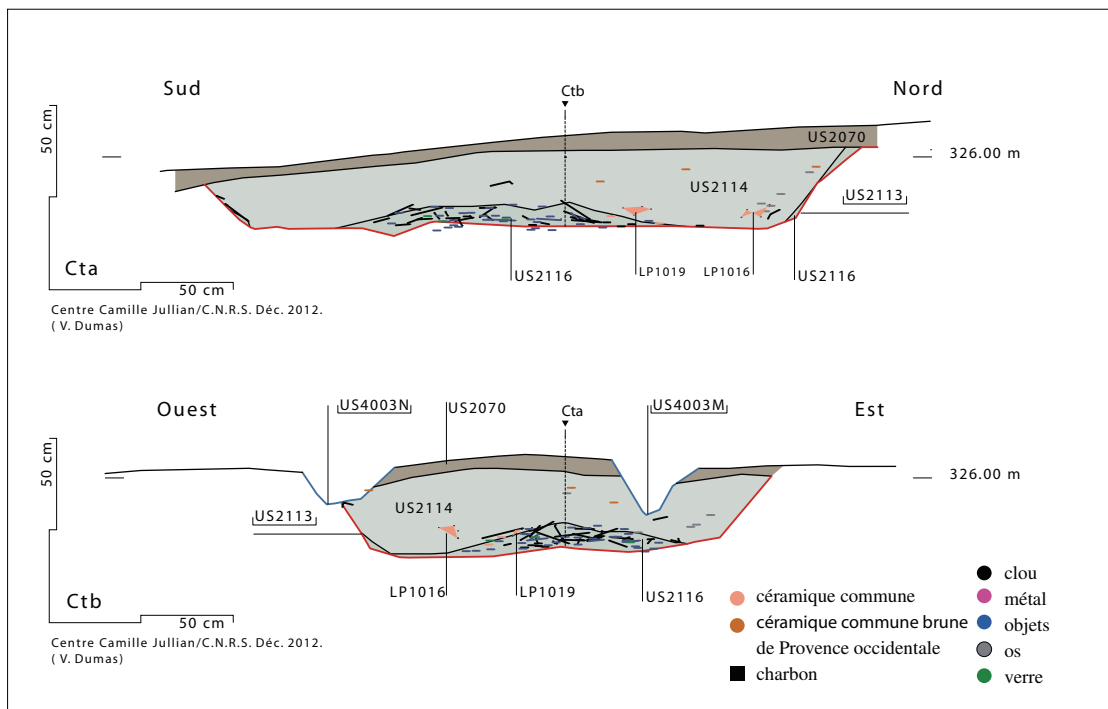 Sud
Ctb
Nord
50 cm
US2070
326.00 m
US2114
US2113
US2116
LP1019
LP1016
US2116
Cta
50 cm
Centre Camille Jullian/C.N.R.S. Déc. 2012.
( V. Dumas)
Ouest
US4003N
US2070
Cta
US4003M
Est
50 cm
326.00 m
US2114
US2113
LP1016
LP1019
US2116
Ctb
50 cm
Centre Camille Jullian/C.N.R.S. Déc. 2012.
( V. Dumas)
céramique commune
céramique commune brune
de Provence occidentale
charbon
clou
métal
objets
os
verre